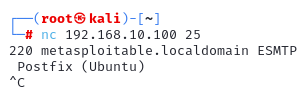 ┌──(root㉿kali)-[~]
└─# nc 192.168.10.100 25
220 metasploitable.localdomain ESMTP
 Postfix (Ubuntu)
^C